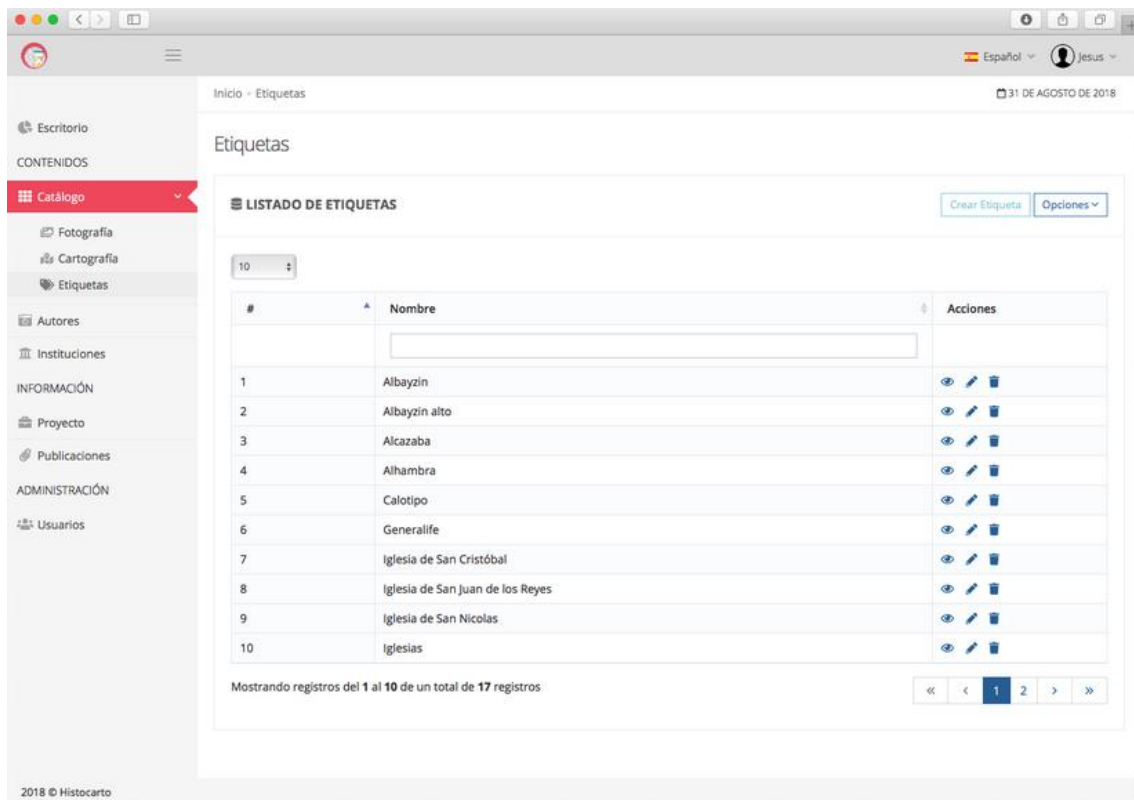 Español
Jesus
Inicio - Etiquetas
31 DE AGOSTO DE 2018
Escritorio
CONTENIDOS
Catálogo
Fotografía
Cartografía
Etiquetas
Autores
Instituciones
INFORMACIÓN
Proyecto
Publicaciones
ADMINISTRACIÓN
Usuarios
Etiquetas
LISTADO DE ETIQUETAS
Crear Etiqueta Opciones
10
# Nombre Acciones
1 Albayzin
2 Albayzin alto
3 Alcazaba
4 Alhambra
5 Calotipo
6 Generalife
7 Iglesia de San Cristóbal
8 Iglesia de San Juan de los Reyes
9 Iglesia de San Nicolas
10 Iglesias
Mostrando registros del 1 al 10 de un total de 17 registros
« ‹ 1 2 › »
2018 © Histocarto